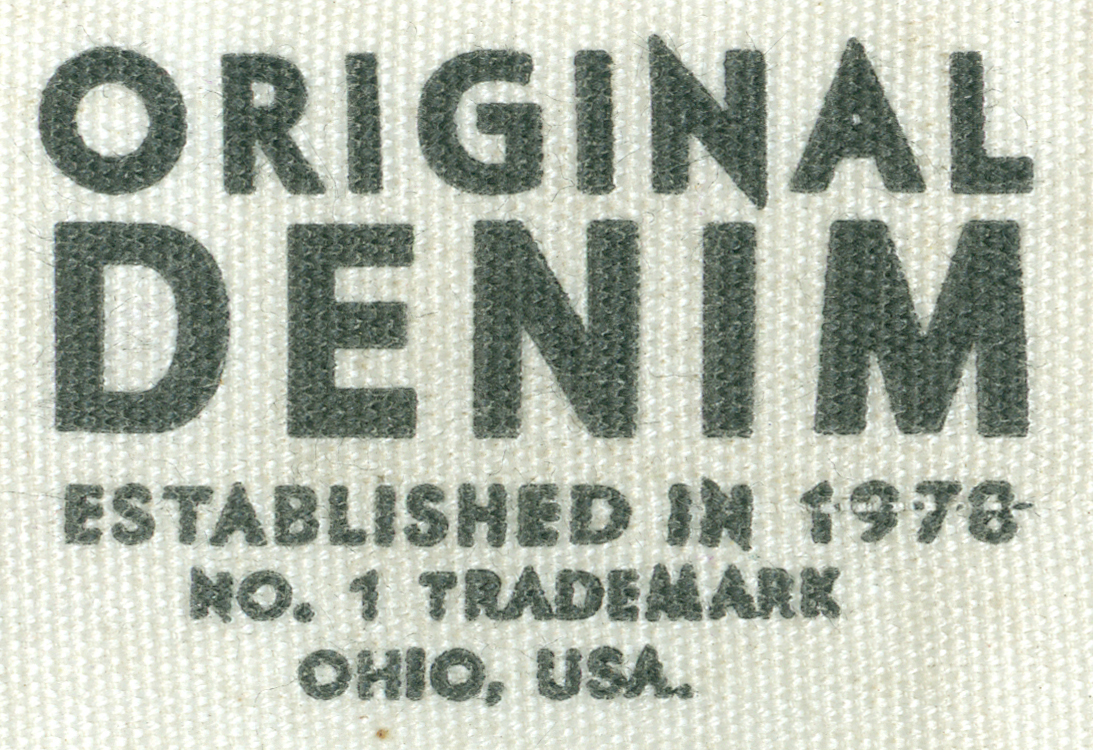 ORIGINAL
DENIM
ESTABLISHED IN 1978
NO. 1 TRADEMARK
OHIO, USA.